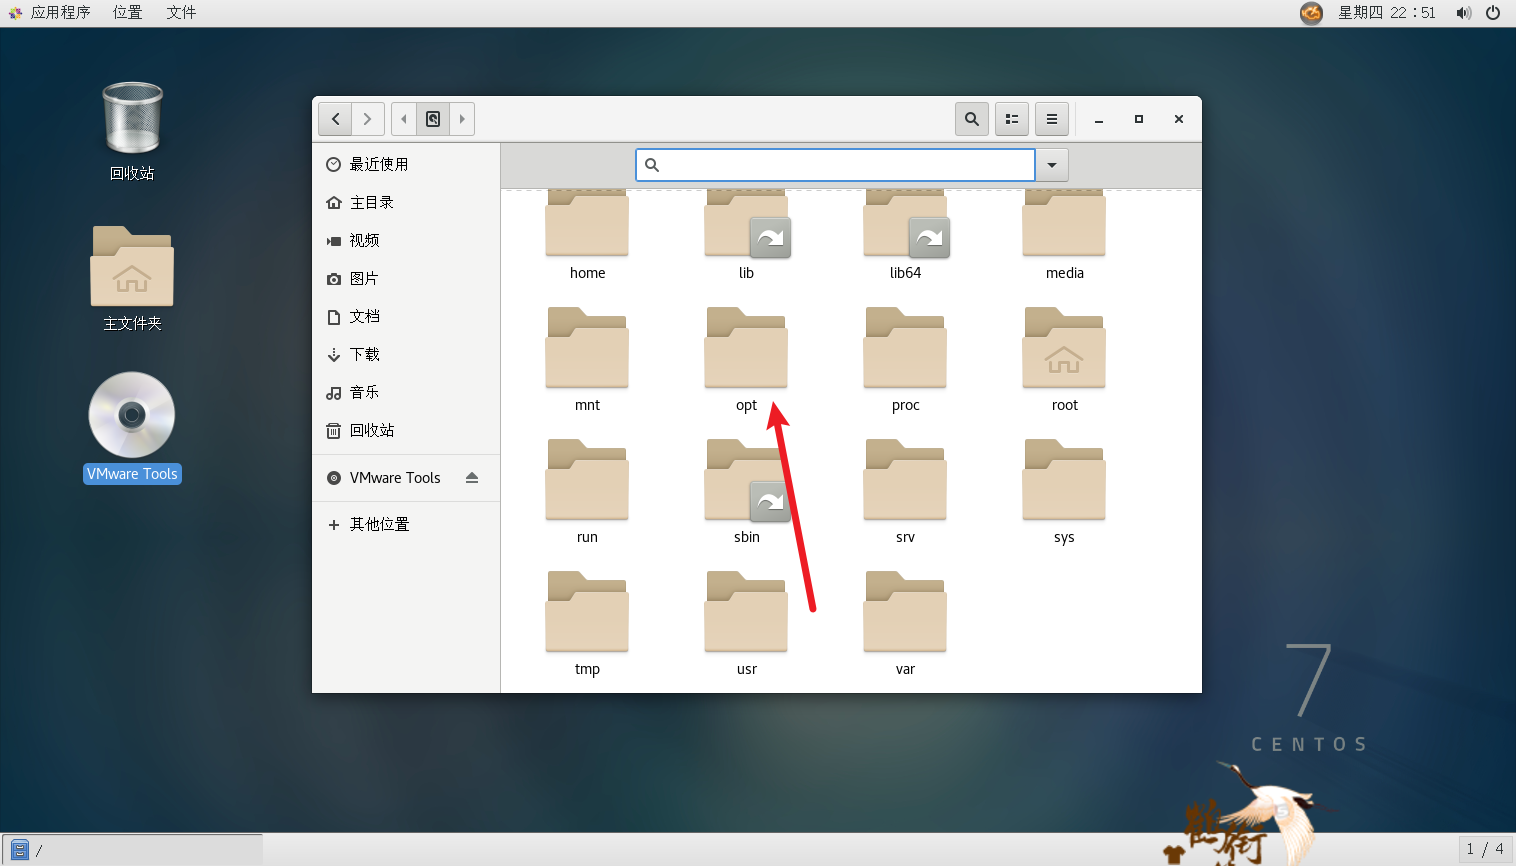 应用程序 位置 文件 星期四 22：51
回收站
主文件夹
VMware Tools
最近使用
主目录
视频
图片
文档
下载
音乐
回收站
VMware Tools
其他位置
home lib lib64 media
mnt opt proc root
run sbin srv sys
tmp usr var
7
CENTOS
/
1 / 4